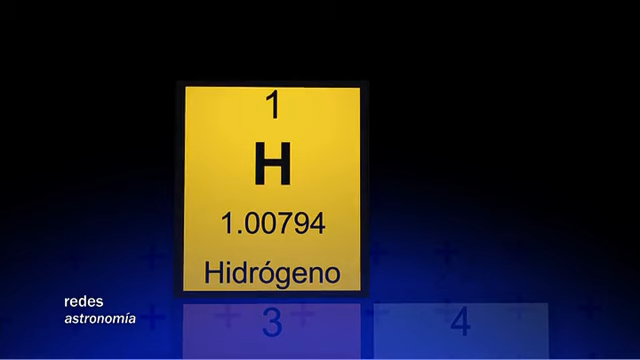 1
H
1.00794
Hidrógeno
redes
astronomía
3
4